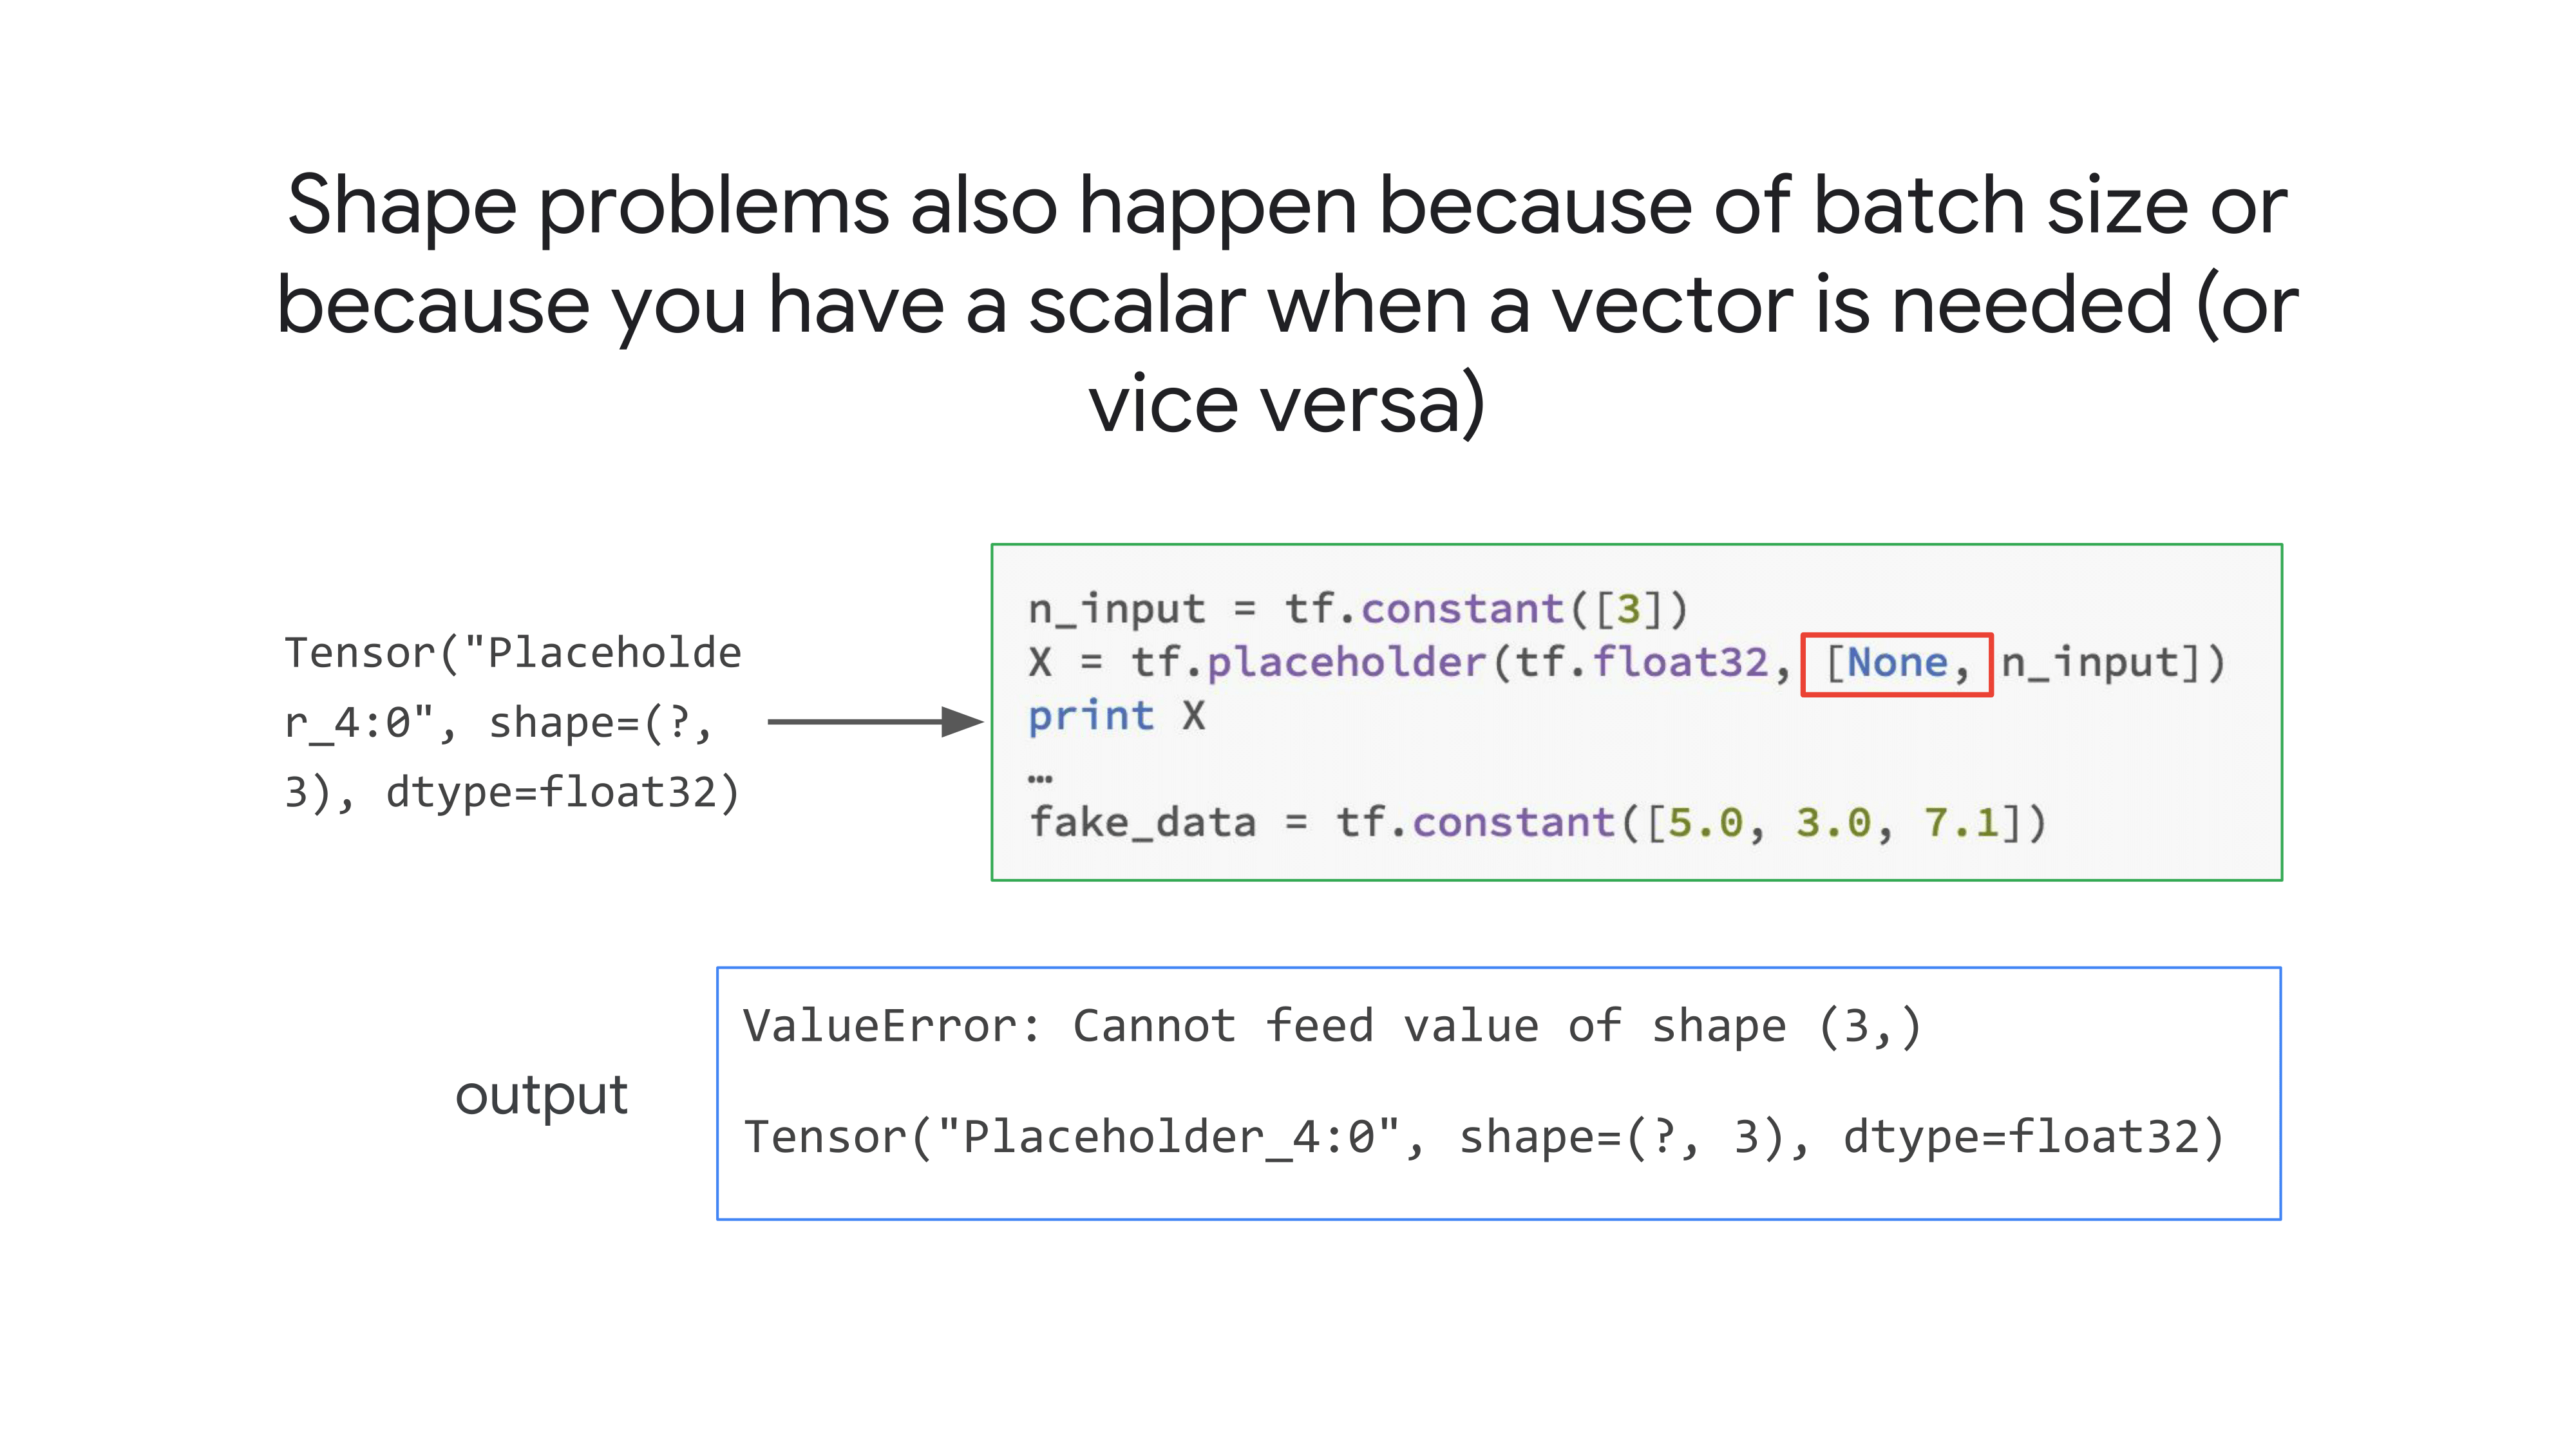 Shape problems also happen because of batch size or
because you have a scalar when a vector is needed (or
vice versa)
Tensor("Placeholde
r_4:0", shape=(?,
3), dtype=float32)
n_input = tf.constant([3])
X = tf.placeholder(tf.float32, [None, n_input])
print X
…
fake_data = tf.constant([5.0, 3.0, 7.1])
output
ValueError: Cannot feed value of shape (3,)
Tensor("Placeholder_4:0", shape=(?, 3), dtype=float32)